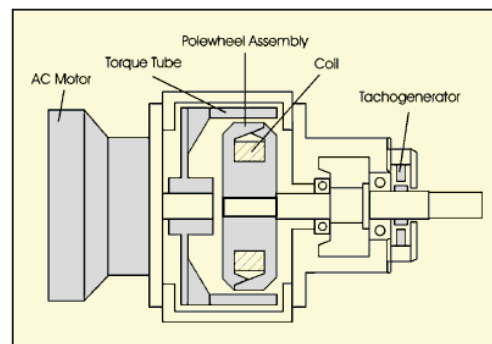 Polewheel Assembly
Torque Tube
Coil
AC Motor
Tachogenerator